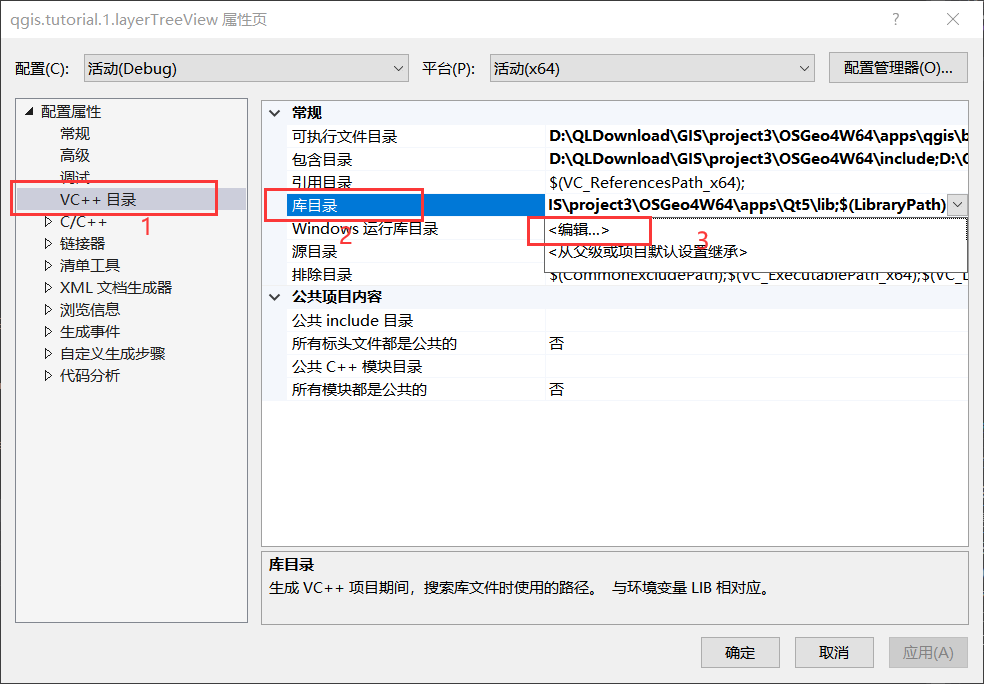 qgis.tutorial.1.layerTreeView 属性页
?
配置(C): 活动(Debug) 平台(P): 活动(x64) 配置管理器(O)...
配置属性
常规
高级
调试
VC++ 目录
1
C/C++
链接器
清单工具
XML 文档生成器
浏览信息
生成事件
自定义生成步骤
代码分析
常规
可执行文件目录 D:\QLDownload\GIS\project3\OSGeo4W64\apps\qgis\b
包含目录 D:\QLDownload\GIS\project3\OSGeo4W64\include;D:\
引用目录 $(VC_ReferencesPath_x64);
库目录 IS\project3\OSGeo4W64\apps\Qt5\lib;$(LibraryPath)
2
Windows 运行库目录 <编辑...>
3
源目录 <从父级或项目默认设置继承>
排除目录 $(CommonExcludePath);$(VC_ExecutablePath_x64);$(VC_
公共项目内容
公共 include 目录
所有标头文件都是公共的 否
公共 C++ 模块目录
所有模块都是公共的 否
库目录
生成 VC++ 项目期间，搜索库文件时使用的路径。 与环境变量 LIB 相对应。
确定 取消 应用(A)